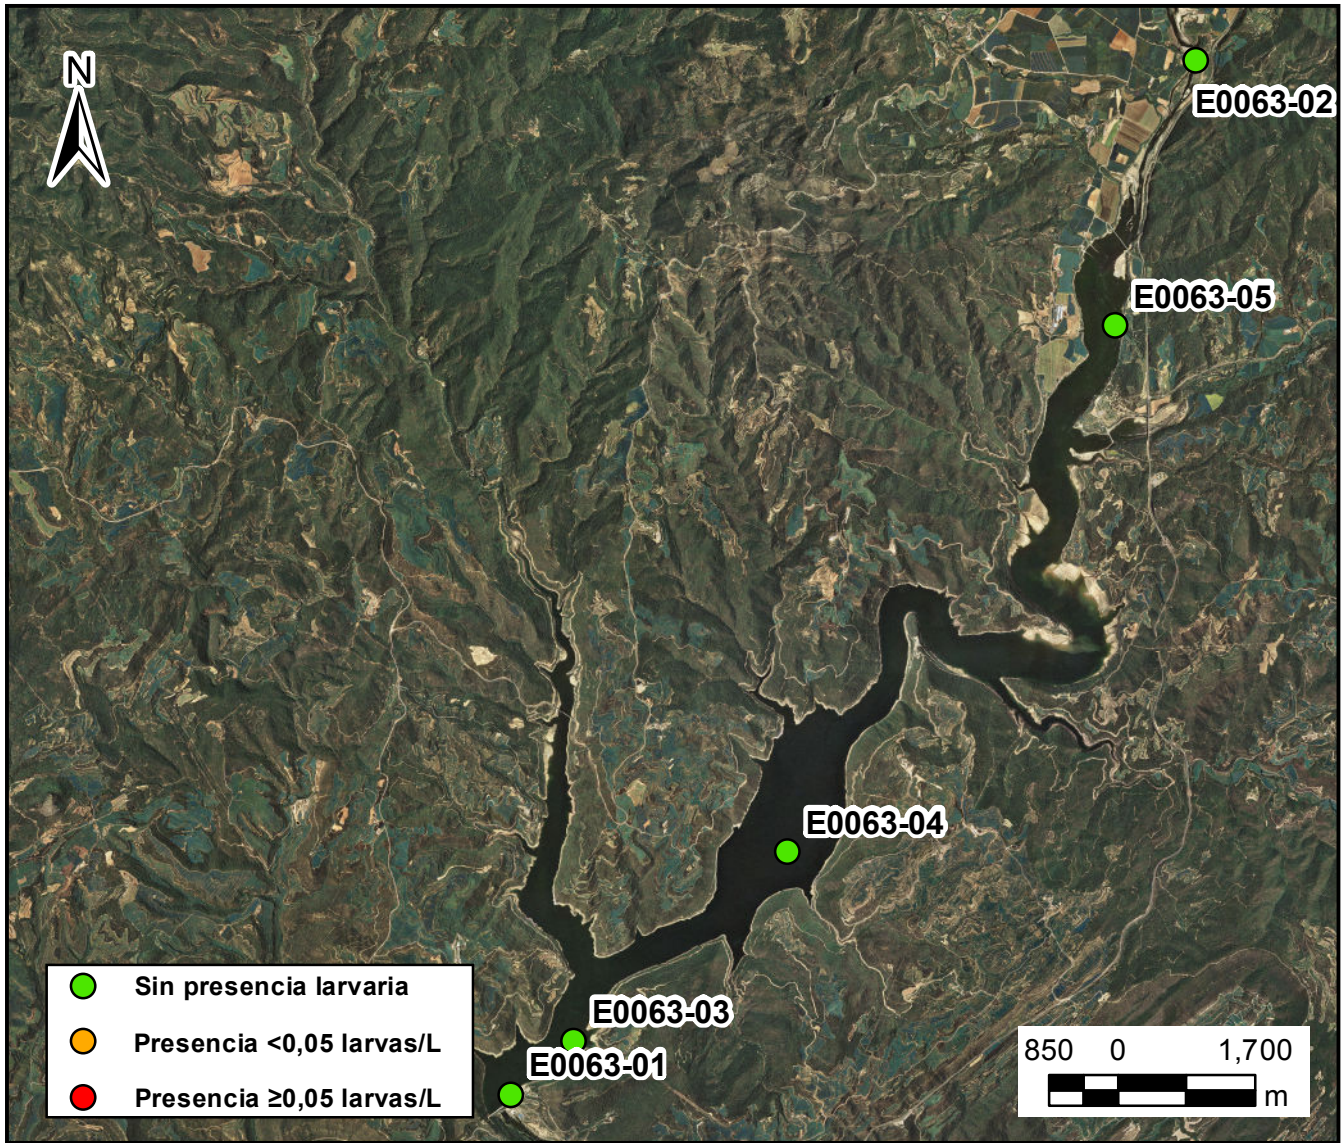 N
E0063-02
E0063-05
E0063-04
E0063-03
E0063-01
Sin presencia larvaria
Presencia <0,05 larvas/L
Presencia ≥0,05 larvas/L
850 0 1,700
m